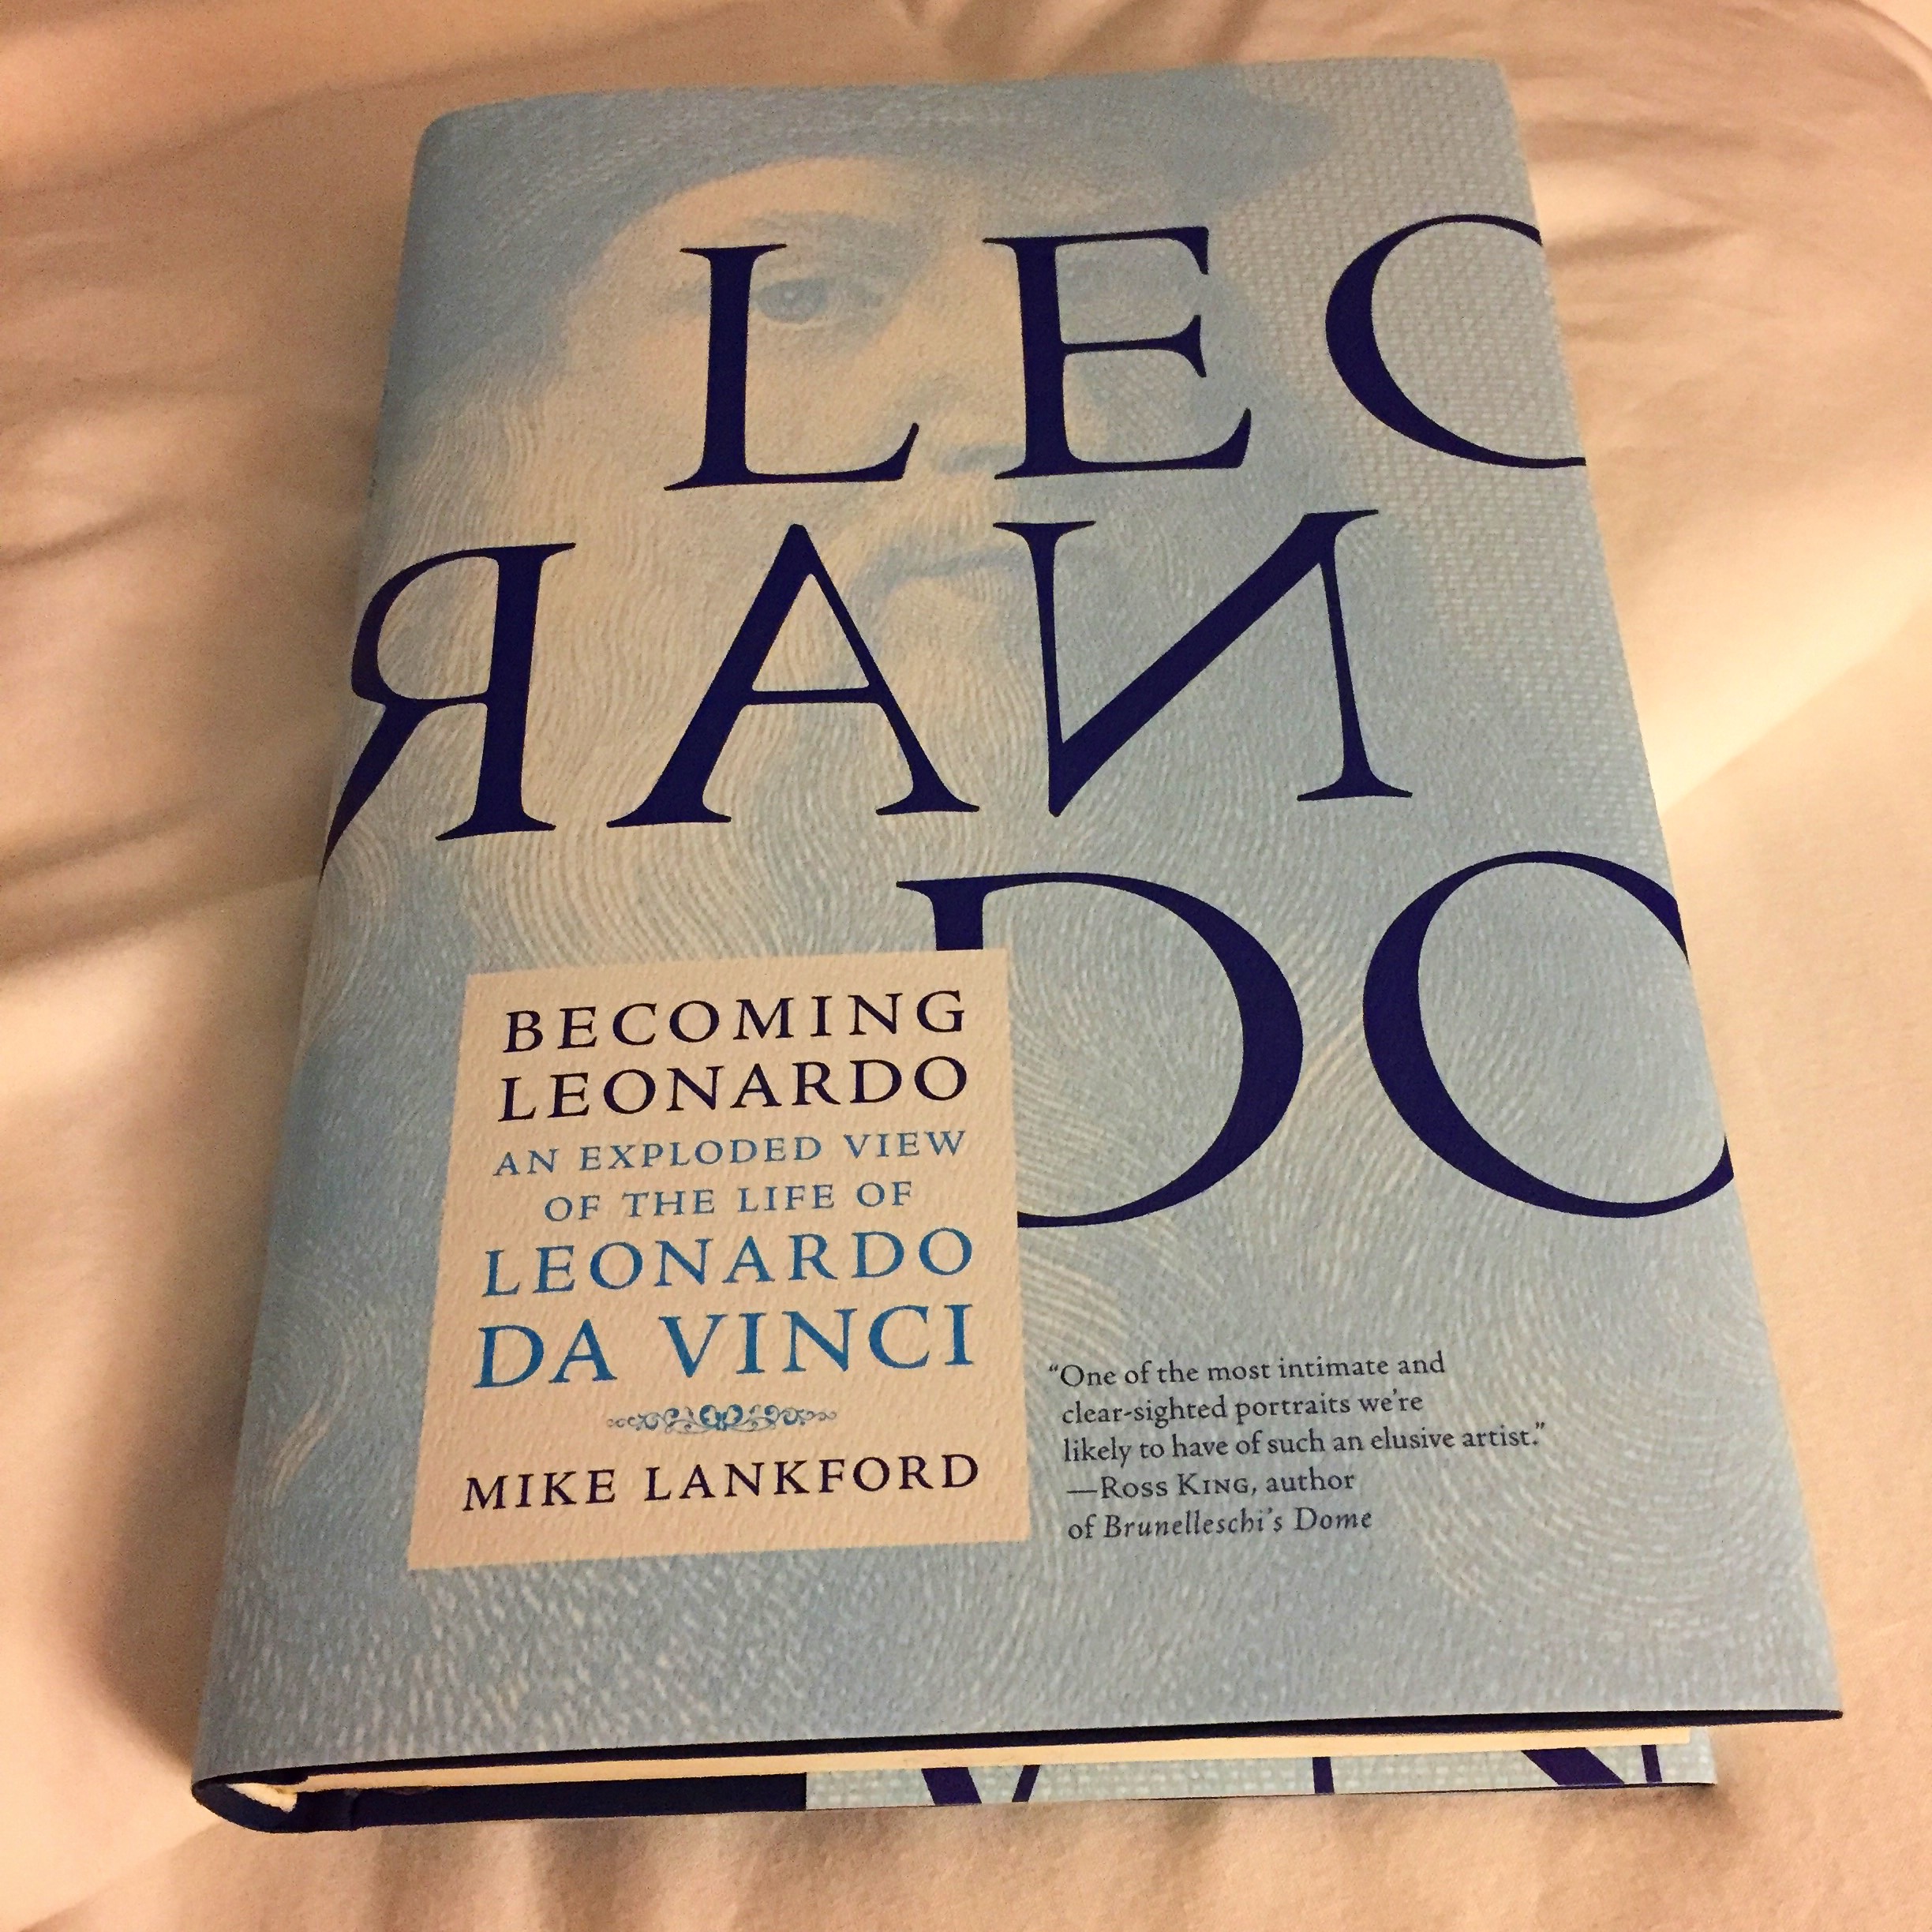 LEO
ЯAИ
DO
BECOMING
LEONARDO
AN EXPLODED VIEW
OF THE LIFE OF
LEONARDO
DA VINCI
MIKE LANKFORD
“One of the most intimate and
clear-sighted portraits we’re
likely to have of such an elusive artist.”
—Ross King, author
of Brunelleschi’s Dome